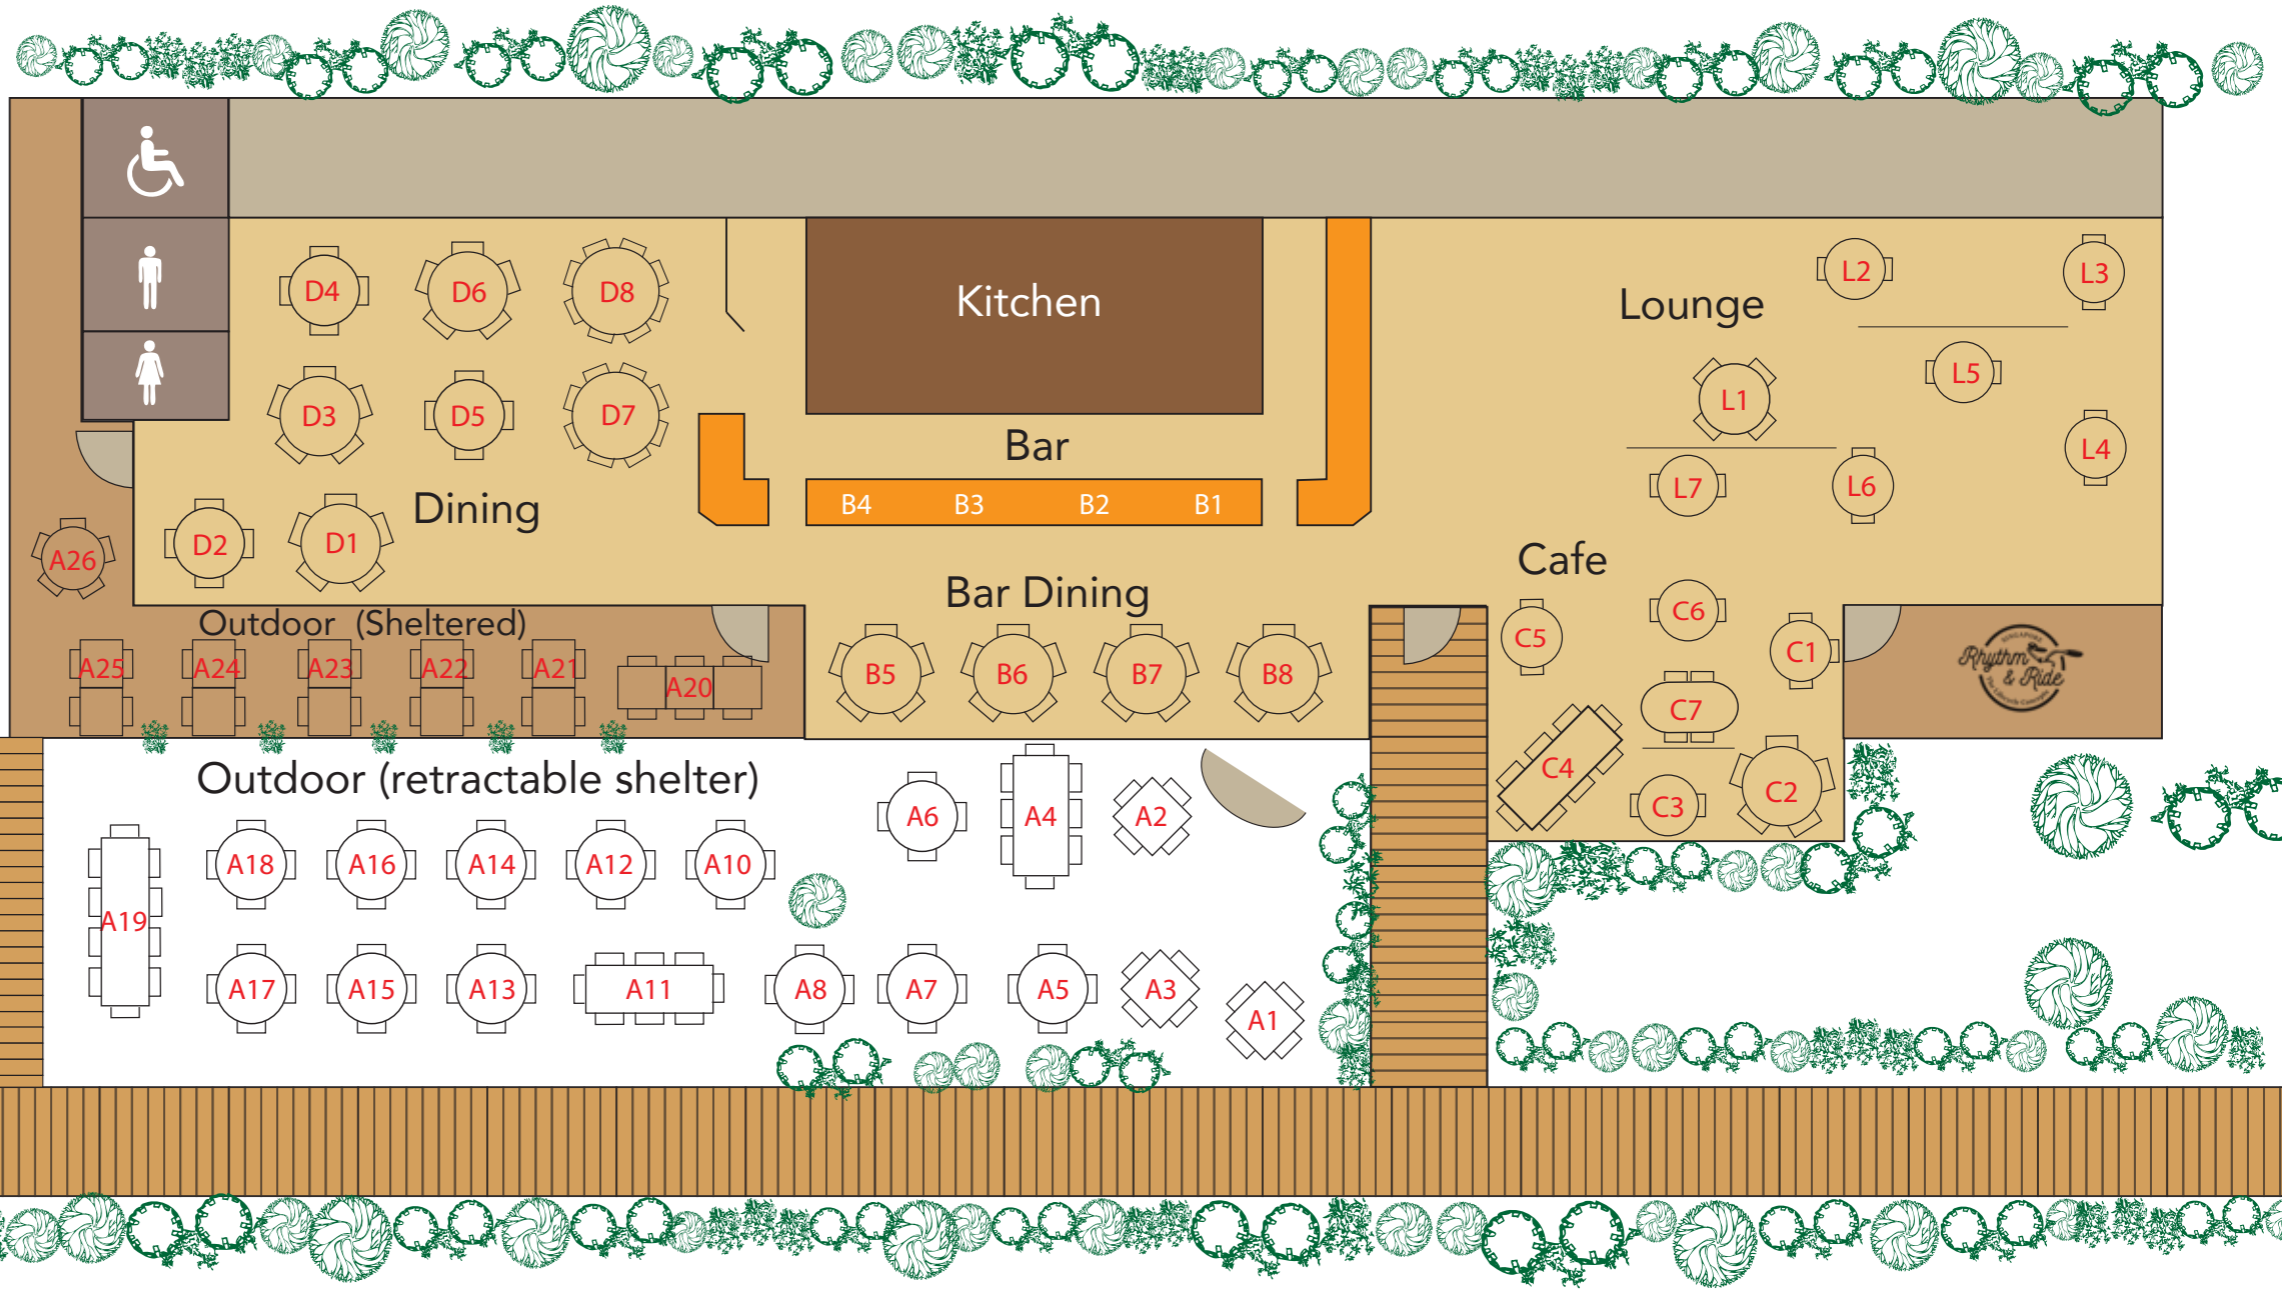 Kitchen
Lounge
L2
L3
D4
D6
D8
L5
L1
D3
D5
D7
Bar
L4
Dining
B4 B3 B2 B1
L7
L6
D2
D1
A26
Cafe
Bar Dining
Outdoor (Sheltered)
C6
C5
C1
SINGAPORE
Rhythm
& Ride
A25
A24
A23
A22
A21
A20
B5
B6
B7
B8
C7
Outdoor (retractable shelter)
C4
C2
C3
A6
A4
A2
A18
A16
A14
A12
A10
A19
A17
A15
A13
A11
A8
A7
A5
A3
A1